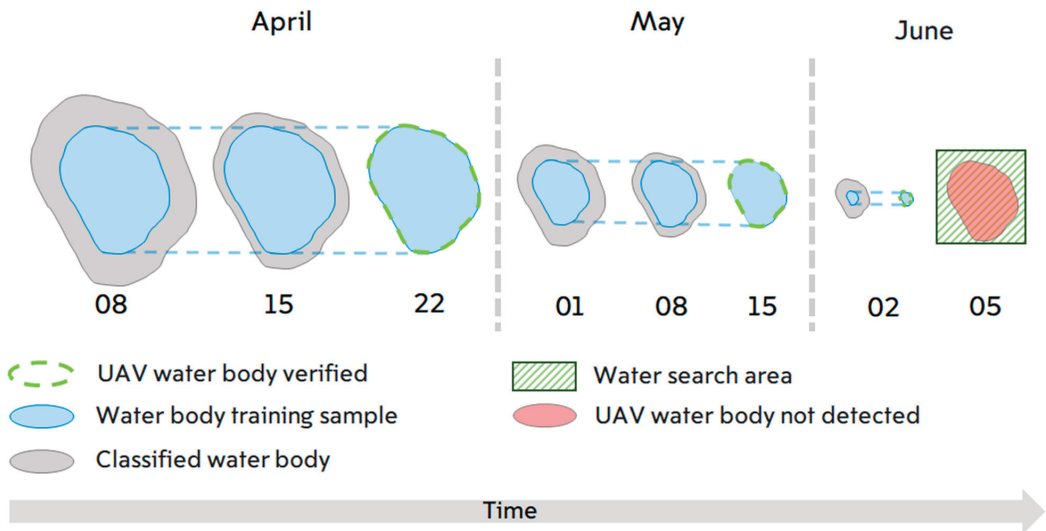 April
May
June
08
15
22
01
08
15
02
05
UAV water body verified
Water body training sample
Classified water body
Water search area
UAV water body not detected
Time